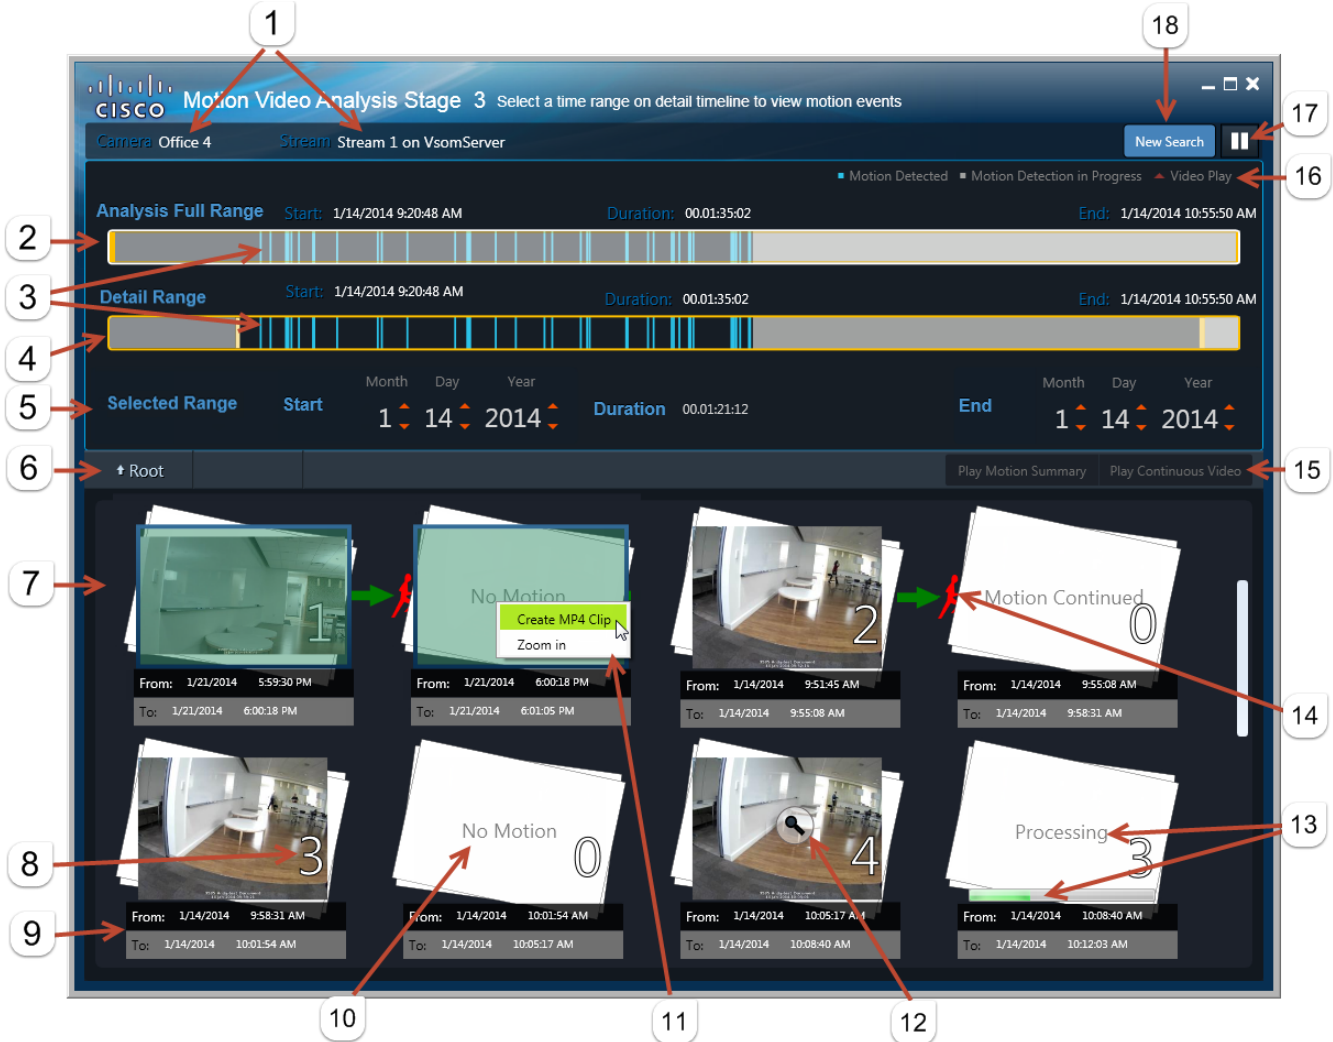 1
18
CISCO Motion Video Analysis Stage 3 Select a time range on detail timeline to view motion events
17
Camera Office 4 Stream Stream 1 on VsomServer New Search
Motion Detected Motion Detection in Progress Video Play
16
Analysis Full Range Start: 1/14/2014 9:20:48 AM Duration: 00.01:35:02 End: 1/14/2014 10:55:50 AM
2
3
Detail Range Start: 1/14/2014 9:20:48 AM Duration: 00.01:35:02 End: 1/14/2014 10:55:50 AM
4
Month Day Year Month Day Year
5
Selected Range Start 1 14 2014 Duration 00.01:21:12 End 1 14 2014
6
Root Play Motion Summary Play Continuous Video
15
7
1
No Motion
Create MP4 Clip
Zoom in
2
Motion Continued
0
From: 1/21/2014 5:59:30 PM
To: 1/21/2014 6:00:18 PM
From: 1/21/2014 6:00:18 PM
To: 1/21/2014 6:01:05 PM
From: 1/14/2014 9:51:45 AM
To: 1/14/2014 9:55:08 AM
From: 1/14/2014 9:55:08 AM
To: 1/14/2014 9:58:31 AM
14
8
3
No Motion
0
4
Processing
3
13
9
From: 1/14/2014 9:58:31 AM
To: 1/14/2014 10:01:54 AM
From: 1/14/2014 10:01:54 AM
To: 1/14/2014 10:05:17 AM
From: 1/14/2014 10:05:17 AM
To: 1/14/2014 10:08:40 AM
From: 1/14/2014 10:08:40 AM
To: 1/14/2014 10:12:03 AM
10
11
12